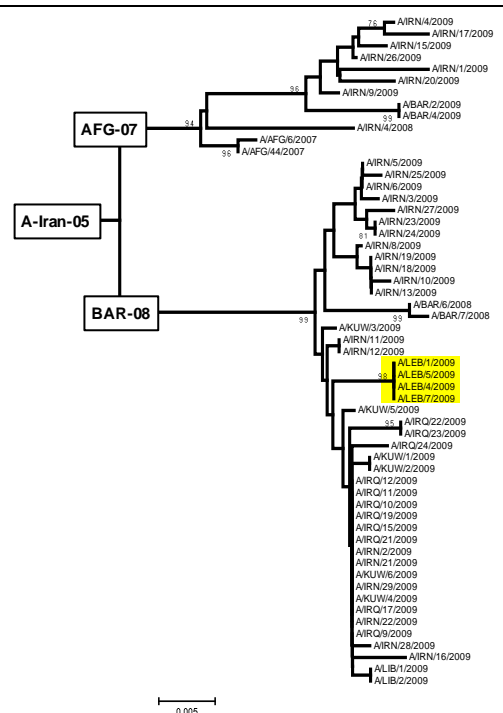 76
A/IRN/4/2009
A/IRN/17/2009
A/IRN/15/2009
A/IRN/26/2009
A/IRN/1/2009
96
A/IRN/20/2009
A/IRN/9/2009
A/BAR/2/2009
99
A/BAR/4/2009
94
AFG-07
A/IRN/4/2008
A/AFG/6/2007
96
A/AFG/44/2007
A/IRN/5/2009
A/IRN/25/2009
A/IRN/6/2009
A/IRN/3/2009
A/IRN/27/2009
A-Iran-05
A/IRN/23/2009
81
A/IRN/24/2009
A/IRN/8/2009
A/IRN/19/2009
A/IRN/18/2009
A/IRN/10/2009
A/IRN/13/2009
BAR-08
A/BAR/6/2008
99
99
A/BAR/7/2008
A/KUW/3/2009
A/IRN/11/2009
A/IRN/12/2009
A/LEB/1/2009
98
A/LEB/5/2009
A/LEB/4/2009
A/LEB/7/2009
A/KUW/5/2009
95
A/IRQ/22/2009
A/IRQ/23/2009
A/IRQ/24/2009
A/KUW/1/2009
A/KUW/2/2009
A/IRQ/12/2009
A/IRQ/11/2009
A/IRQ/10/2009
A/IRQ/19/2009
A/IRQ/15/2009
A/IRQ/21/2009
A/IRN/2/2009
A/IRN/21/2009
A/KUW/6/2009
A/IRN/29/2009
A/KUW/4/2009
A/IRQ/17/2009
A/IRN/22/2009
A/IRQ/9/2009
A/IRN/28/2009
A/IRN/16/2009
A/LIB/1/2009
A/LIB/2/2009
0.005